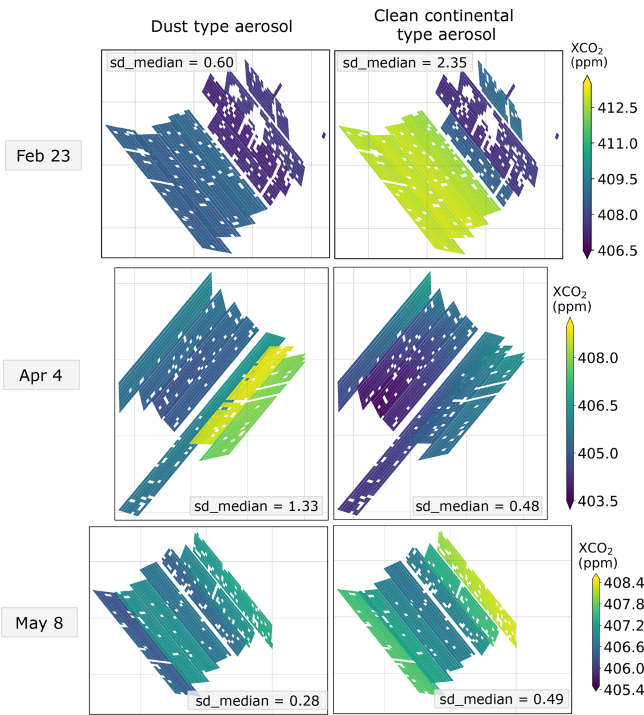 Dust type aerosol
Clean continental
type aerosol
sd_median = 0.60
sd_median = 2.35
XCO₂
(ppm)
Feb 23
412.5
411.0
409.5
408.0
406.5
XCO₂
(ppm)
Apr 4
408.0
406.5
405.0
403.5
sd_median = 1.33
sd_median = 0.48
XCO₂
(ppm)
May 8
408.4
407.8
407.2
406.6
406.0
405.4
sd_median = 0.28
sd_median = 0.49